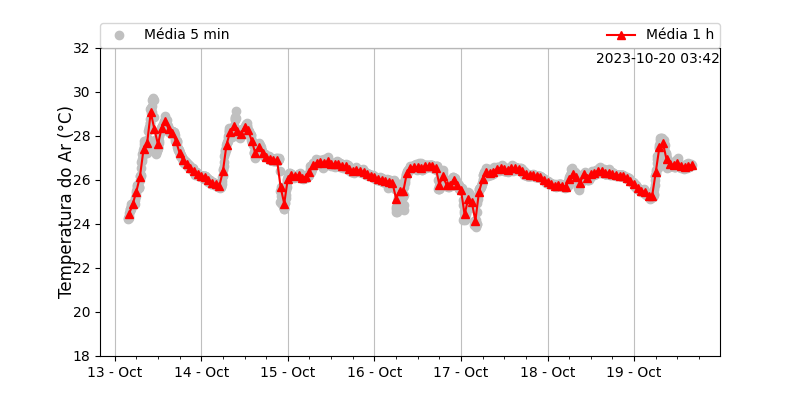 Média 5 min
Média 1 h
2023-10-20 03:42
Temperatura do Ar (°C)
32
30
28
26
24
22
20
18
13 - Oct
14 - Oct
15 - Oct
16 - Oct
17 - Oct
18 - Oct
19 - Oct